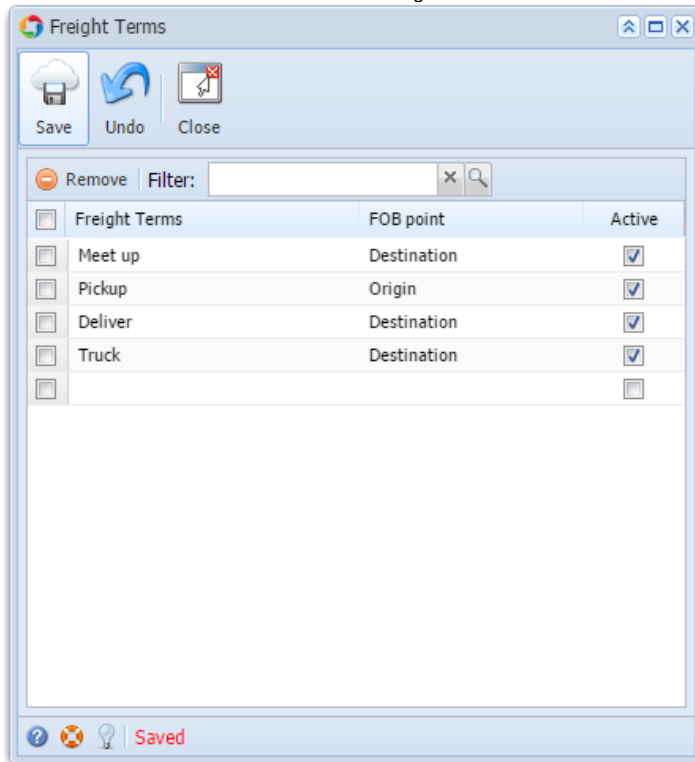 Freight Terms
Save Undo Close
Remove Filter:
Freight Terms FOB point Active
Meet up Destination
Pickup Origin
Deliver Destination
Truck Destination
Saved